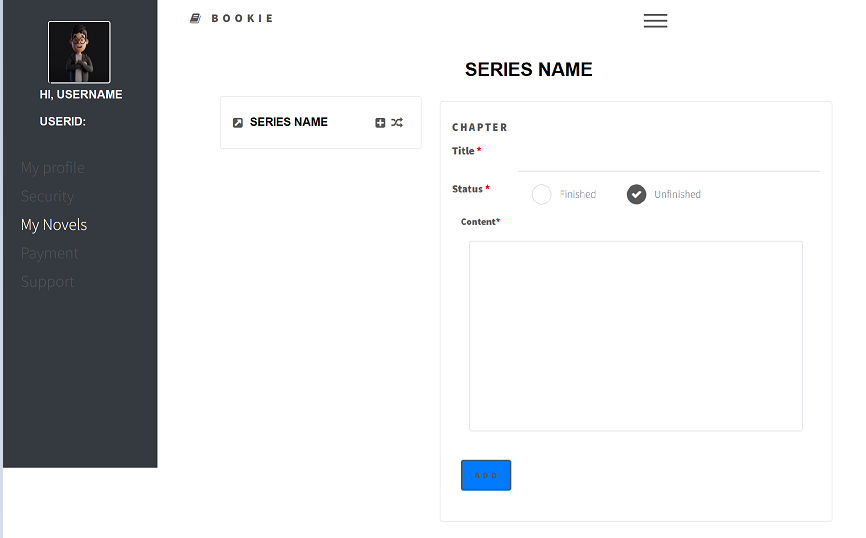 HI, USERNAME
USERID:
My profile
Security
My Novels
Payment
Support
BOOKIE
SERIES NAME
SERIES NAME
CHAPTER
Title *
Status *
Finished
Unfinished
Content*
ADD